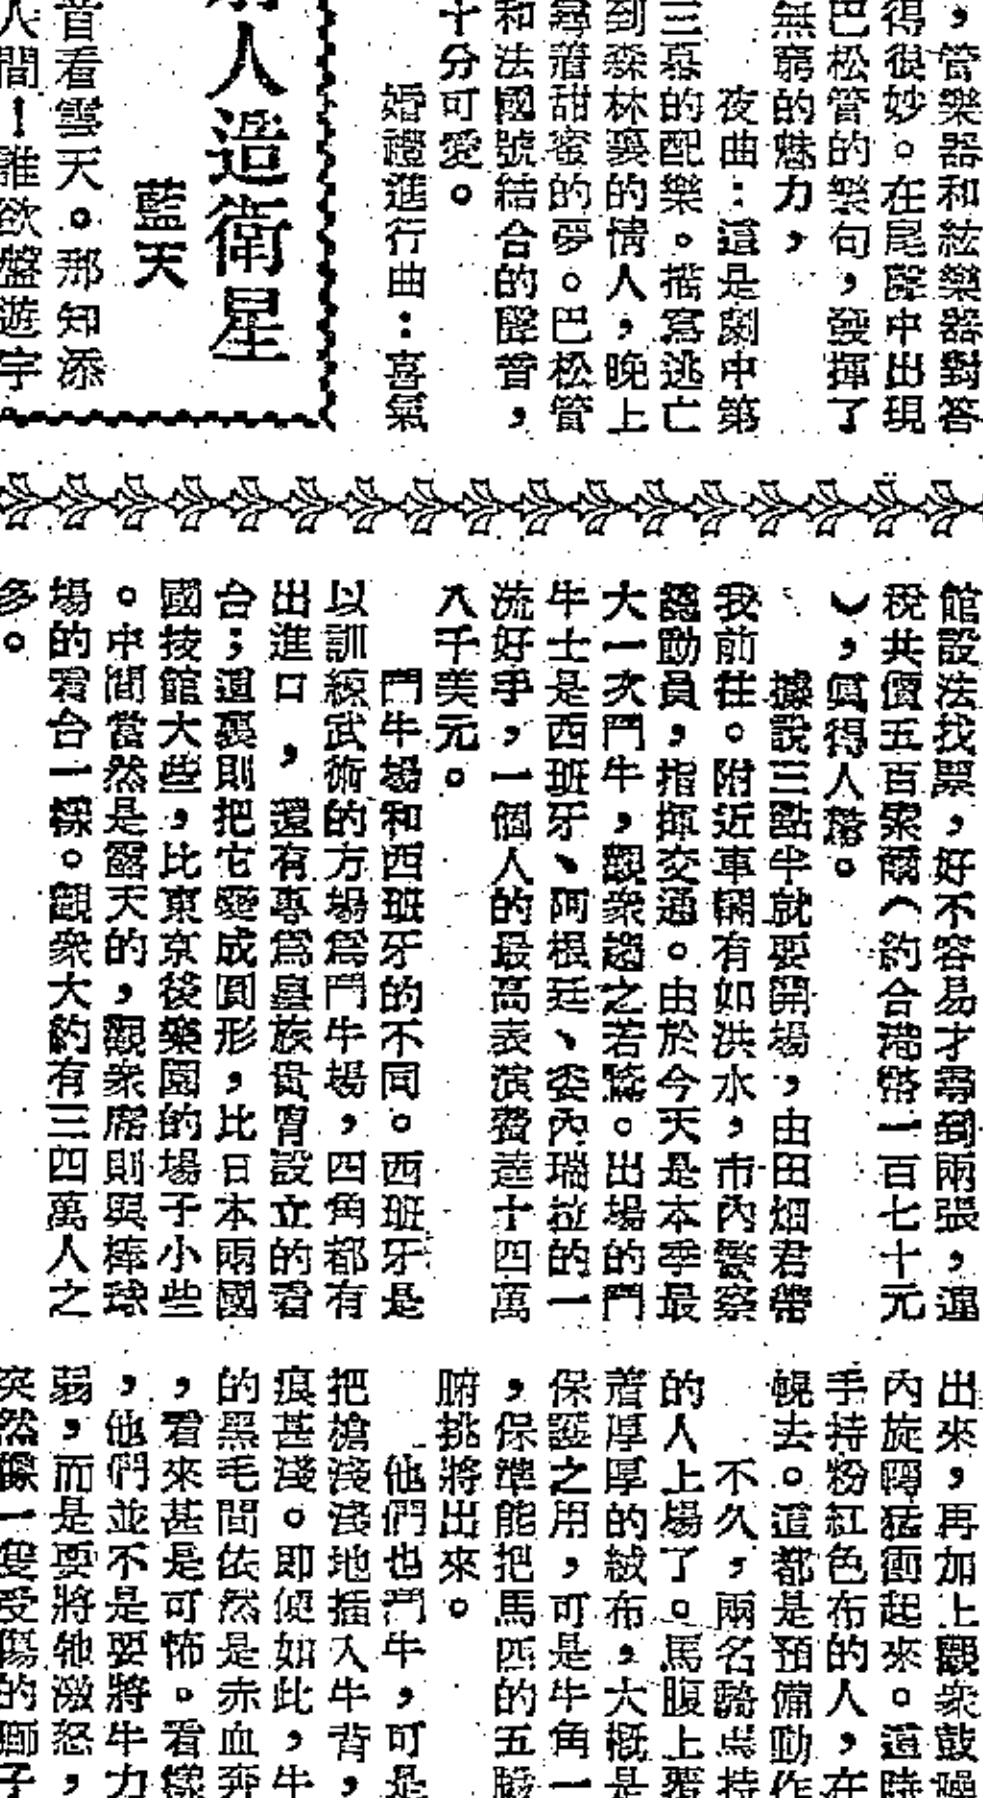 ，管樂器和絃樂器對答
得很妙。在尾聲中出現
巴松管的樂句，發揮了
無窮的魅力，
夜曲：這是劇中第
三幕的配樂。描寫逃亡
到森林裏的情人，晚上
尋着甜蜜的夢。巴松管
和法國號結合的聲音，
十分可愛。
婚禮進行曲：喜氣
人造衛星
藍天
昔看雲天。那知添
人間！誰欲盤遊宇
館設法找票，好不容易才尋到兩張，連
稅共價五百索爾（約合港幣一百七十元
），眞得人驚。
據說三點半就要開場，由田畑君帶
我前往。附近車輛有如洪水，市內警察
總動員，指揮交通。由於今天是本季最
大一次鬥牛，觀衆趨之若鶩。出場的鬥
牛士是西班牙、阿根廷、委內瑞拉的一
流好手，一個人的最高表演費達十四萬
八千美元。
鬥牛場和西班牙的不同。西班牙是
以訓練武術的方場爲鬥牛場，四角都有
出進口，還有專爲皇族貴胄設立的看
台；這裏則把它變成圓形，比日本兩國
國技館大些，比東京後樂園的場子小些
。中間當然是露天的，觀衆席則與棒球
場的看台一樣。觀衆大約有三四萬人之
多。
出來，再加上觀衆鼓噪
內旋轉猛衝起來。這時
手持粉紅色布的人，在
幌去。這都是預備動作
不久，兩名騎馬持
的人上場了。馬腹上覆
着厚厚的絨布，大概是
保護之用，可是牛角一
，保準能把馬匹的五臟
腑挑將出來。
他們也鬥牛，可是
把槍淺淺地插入牛背，
痕甚淺。即使如此，牛
的黑毛間依然是赤血奔
，看來甚是可怖。看樣
，他們並不是要將牛力
弱，而是要將牠激怒，
突然像一隻受傷的獅子